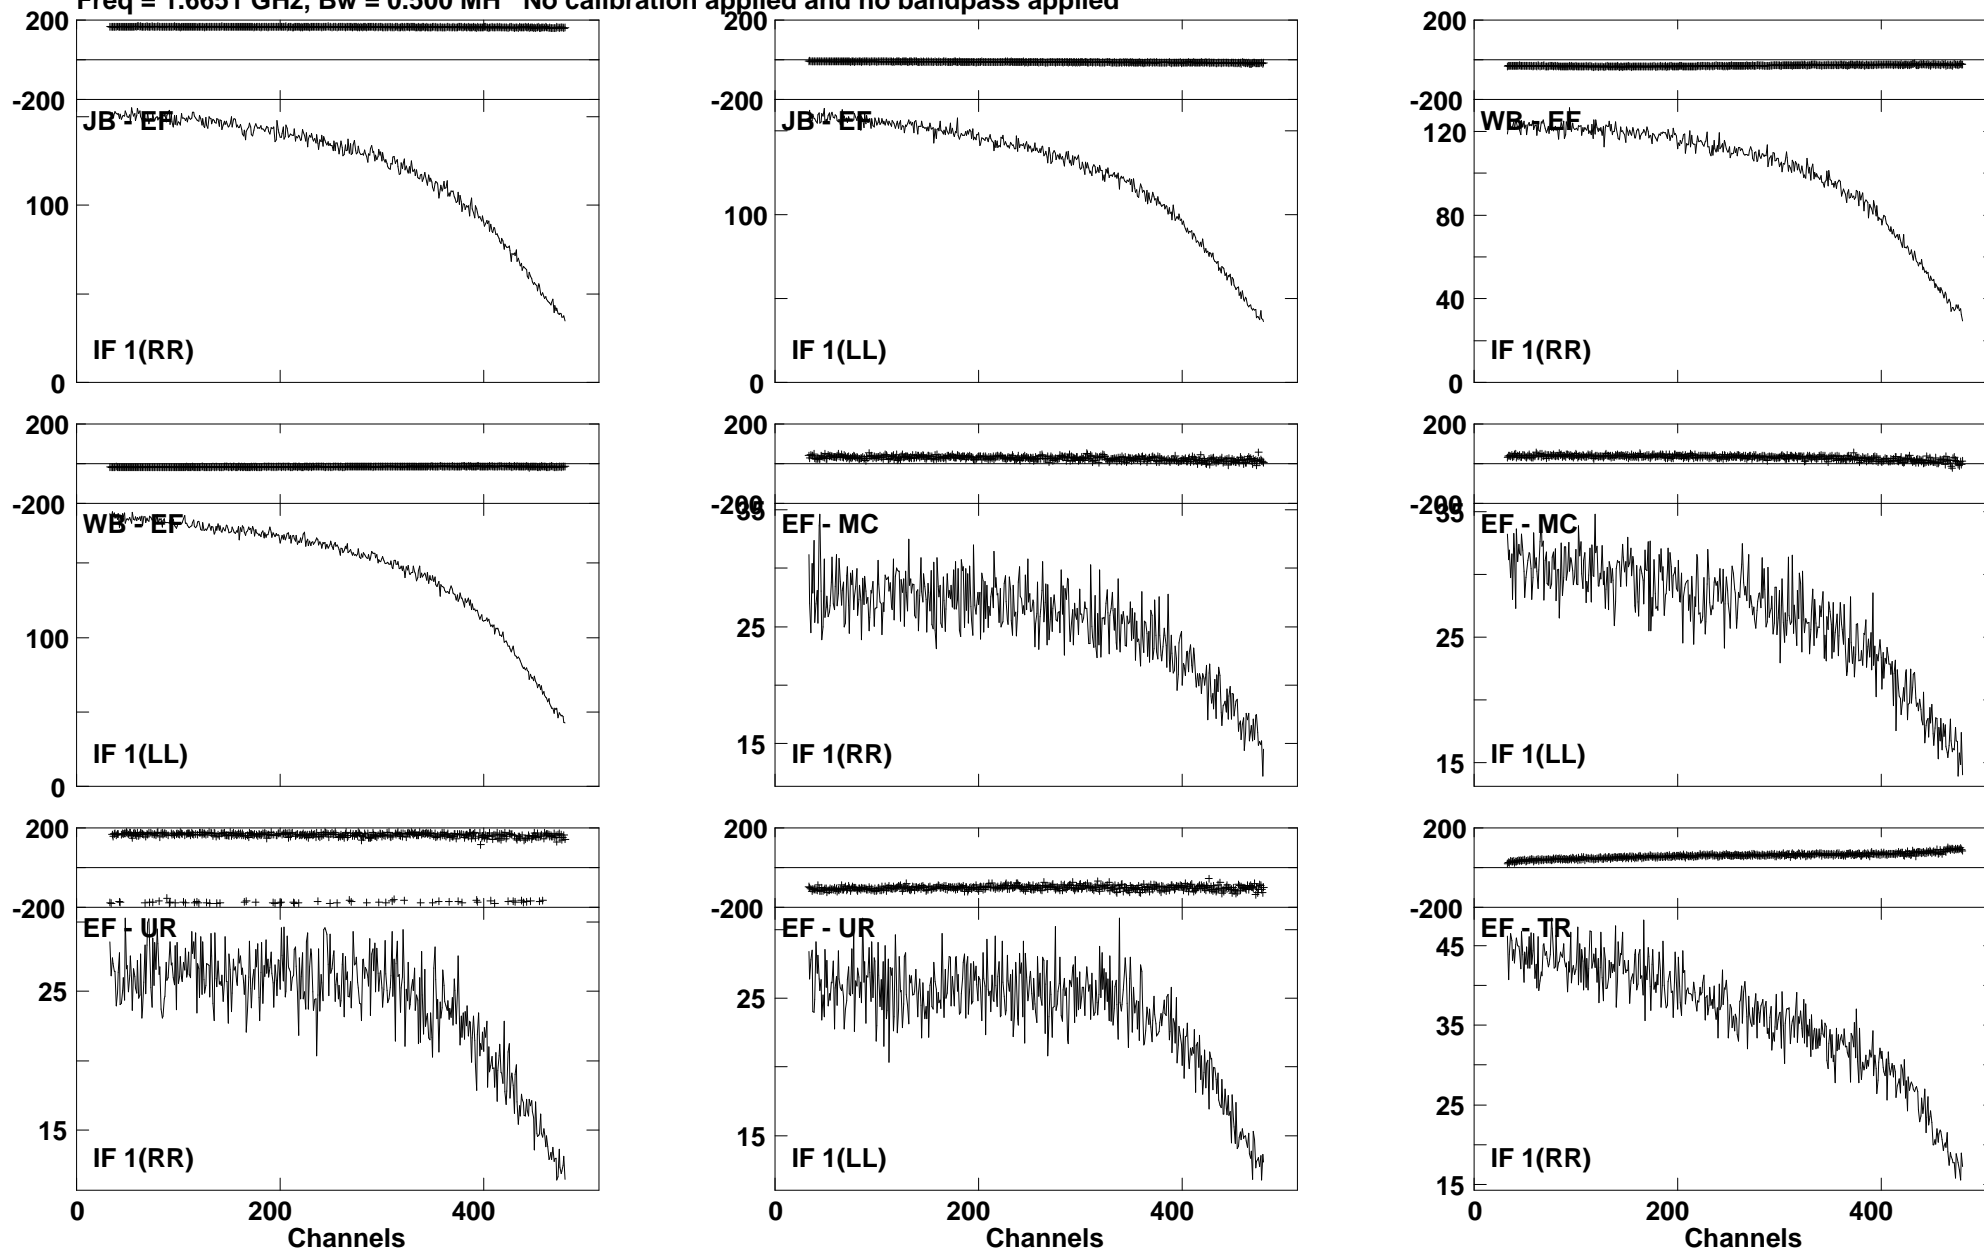 Freq = 1.6651 GHz, Bw = 0.500 MH No calibration applied and no bandpass applied
200 200 200
-200 -200 -200
JB - EF JB - EF WB - EF
120
100 100 80
40
IF 1(RR) IF 1(LL) IF 1(RR)
0 0 0
200 200 200
-200 -200 -200
35 35
WB - EF EF - MC EF - MC
100 25 25
15 15
IF 1(LL) IF 1(RR) IF 1(LL)
0
200 200 200
-200 -200 -200
EF - UR EF - UR EF - TR
45
25 25 35
25
15 15 15
IF 1(RR) IF 1(LL) IF 1(RR)
0 200 400 0 200 400 0 200 400
Channels Channels Channels